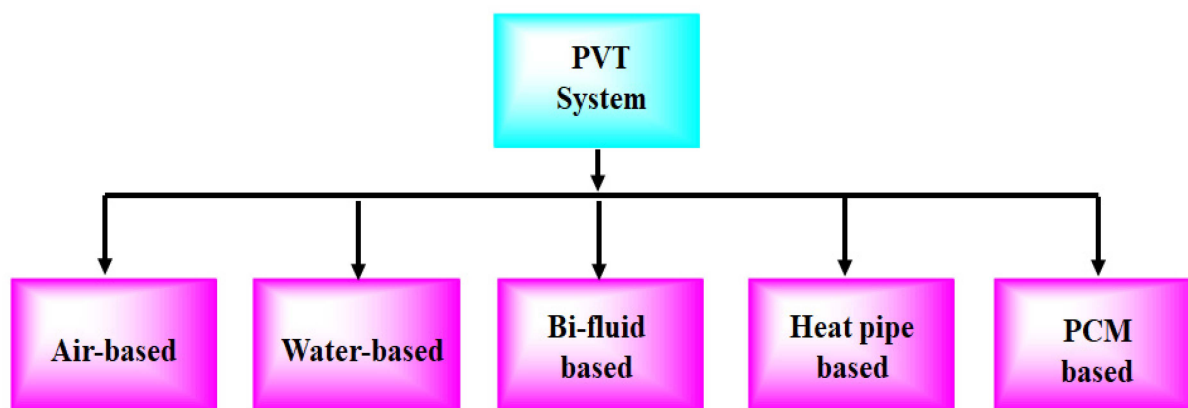 PVT
System
Air-based
Water-based
Bi-fluid
based
Heat pipe
based
PCM
based